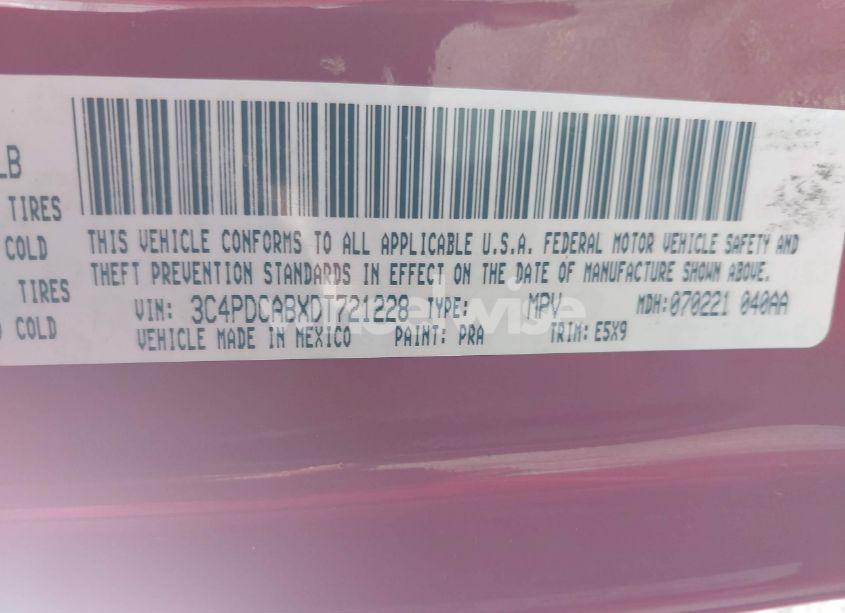 LB
TIRES
COLD
TIRES
COLD
THIS VEHICLE CONFORMS TO ALL APPLICABLE U.S.A. FEDERAL MOTOR VEHICLE SAFETY AND
THEFT PREVENTION STANDARDS IN EFFECT ON THE DATE OF MANUFACTURE SHOWN ABOVE.
VIN: 3C4PDCABXDT721228 TYPE: MPV MDH:070221 040AA
VEHICLE MADE IN MEXICO PAINT: PRA TRIM: E5X9
wheelwise